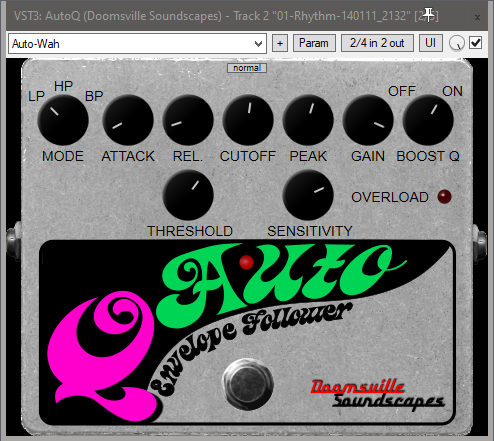 VST3: AutoQ (Doomsville Soundscapes) - Track 2 "01-Rhythm-140111_2132"
x
Auto-Wah
+
Param
2/4 in 2 out
UI
normal
LP
HP
BP
OFF
ON
MODE
ATTACK
REL.
CUTOFF
PEAK
GAIN
BOOST Q
OVERLOAD
THRESHOLD
SENSITIVITY
Auto
Q
Envelope Follower
Doomsville
Soundscapes